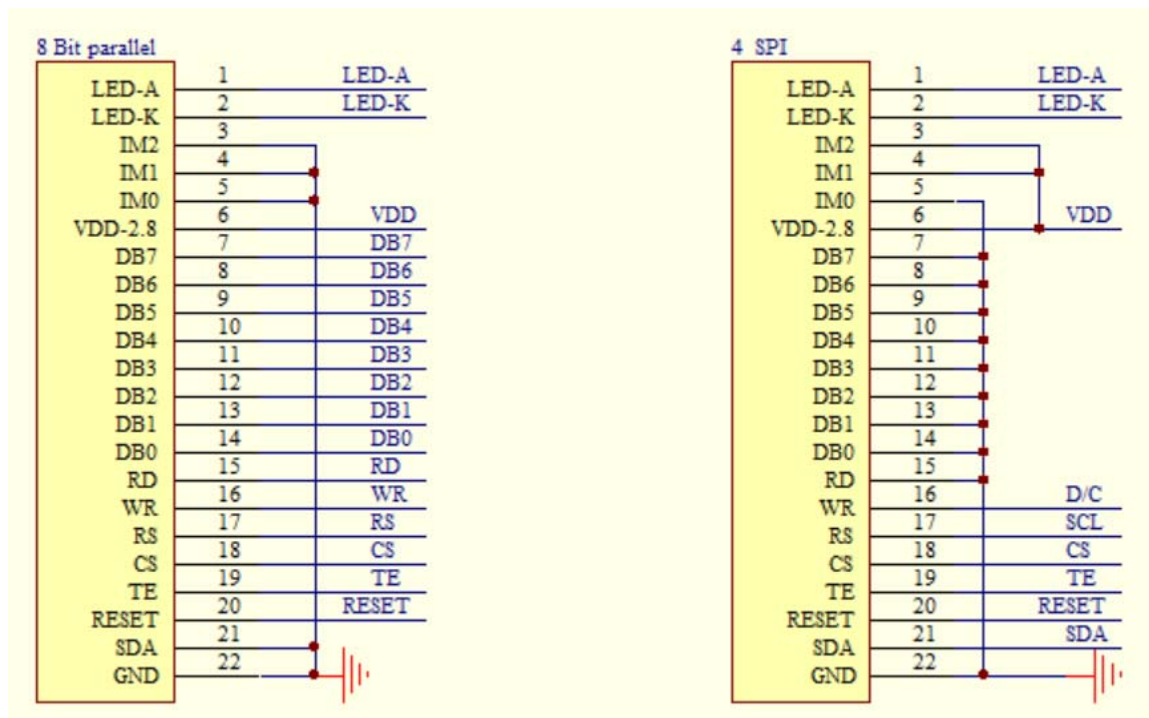 8 Bit parallel
LED-A 1 LED-A
LED-K 2 LED-K
IM2 3
IM1 4
IM0 5
VDD-2.8 6 VDD
DB7 7 DB7
DB6 8 DB6
DB5 9 DB5
DB4 10 DB4
DB3 11 DB3
DB2 12 DB2
DB1 13 DB1
DB0 14 DB0
RD 15 RD
WR 16 WR
RS 17 RS
CS 18 CS
TE 19 TE
RESET 20 RESET
SDA 21
GND 22
4 SPI
LED-A 1 LED-A
LED-K 2 LED-K
IM2 3
IM1 4
IM0 5
VDD-2.8 6 VDD
DB7 7
DB6 8
DB5 9
DB4 10
DB3 11
DB2 12
DB1 13
DB0 14
RD 15
WR 16 D/C
RS 17 SCL
CS 18 CS
TE 19 TE
RESET 20 RESET
SDA 21 SDA
GND 22